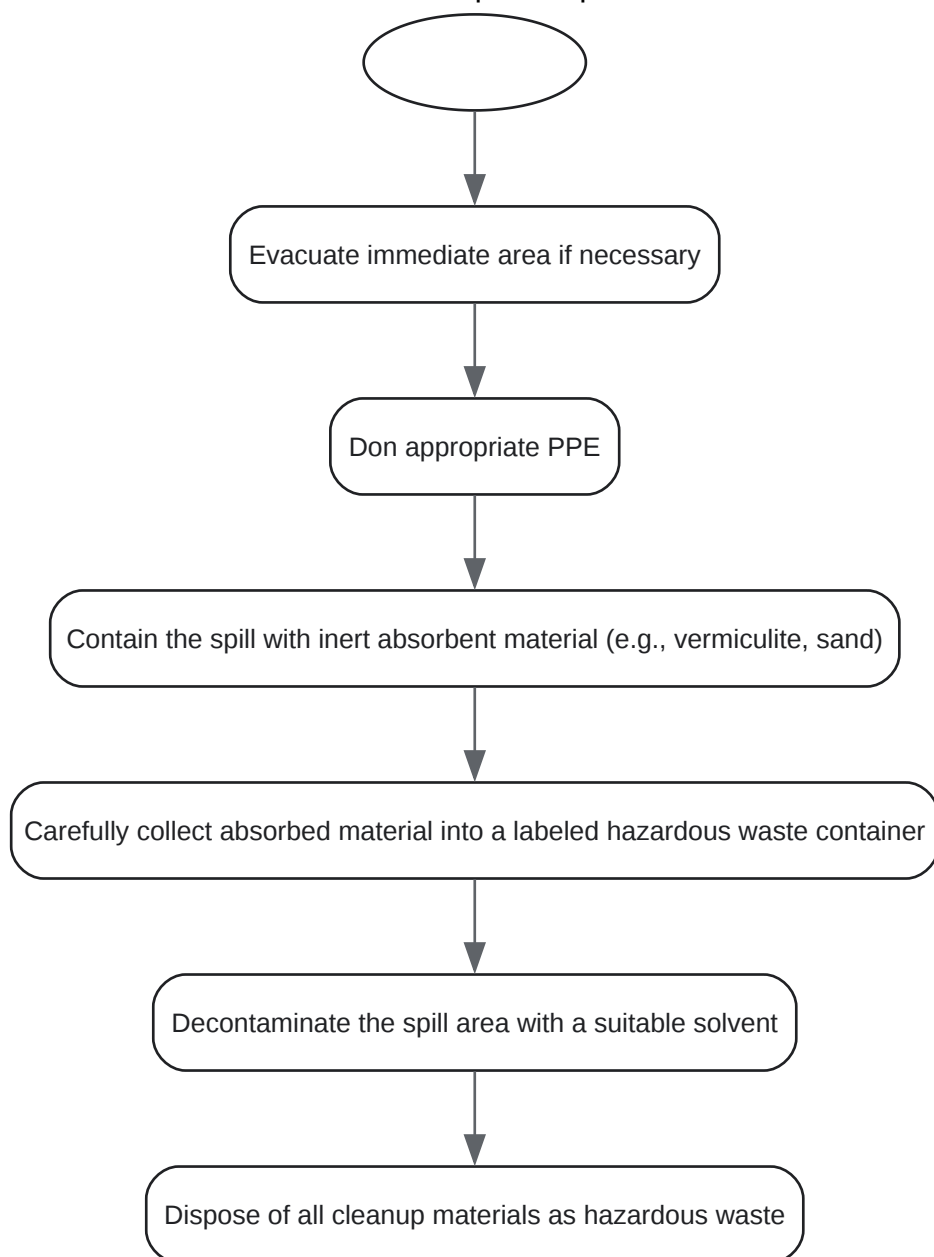 Evacuate immediate area if necessary
Don appropriate PPE
Contain the spill with inert absorbent material (e.g., vermiculite, sand)
Carefully collect absorbed material into a labeled hazardous waste container
Decontaminate the spill area with a suitable solvent
Dispose of all cleanup materials as hazardous waste